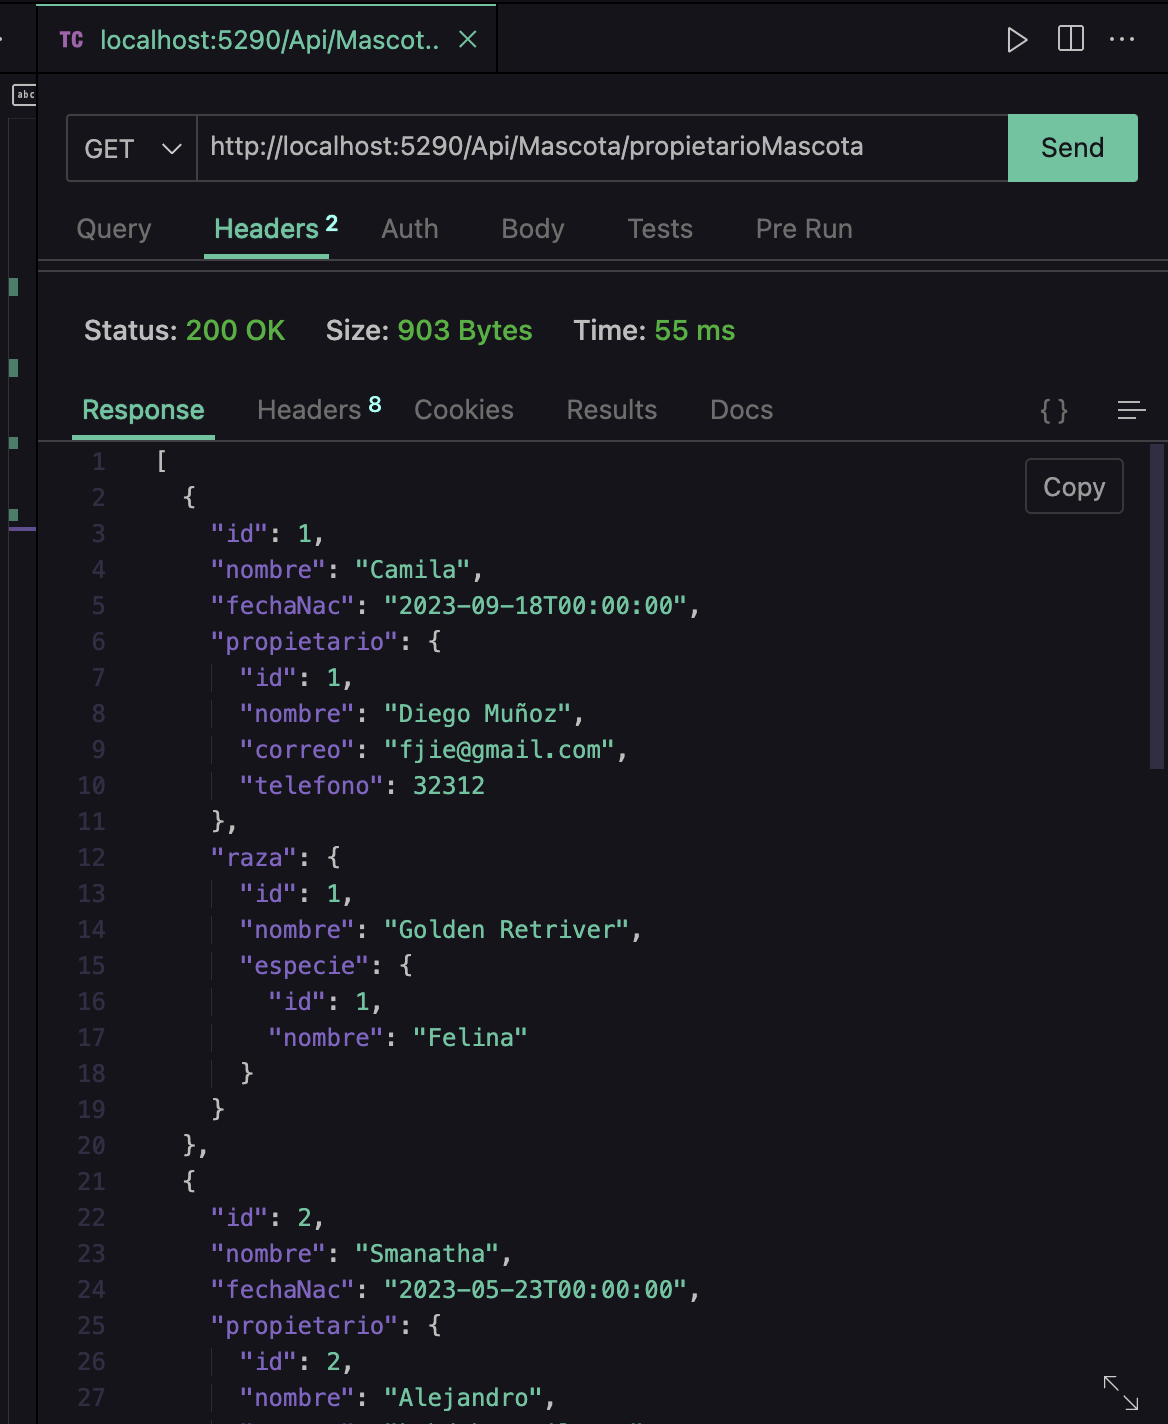 TC localhost:5290/Api/Mascot..
abc
GET http://localhost:5290/Api/Mascota/propietarioMascota Send
Query Headers 2 Auth Body Tests Pre Run
Status: 200 OK Size: 903 Bytes Time: 55 ms
Response Headers 8 Cookies Results Docs { }
Copy
1 [
2 {
3 "id": 1,
4 "nombre": "Camila",
5 "fechaNac": "2023-09-18T00:00:00",
6 "propietario": {
7 "id": 1,
8 "nombre": "Diego Muñoz",
9 "correo": "fjie@gmail.com",
10 "telefono": 32312
11 },
12 "raza": {
13 "id": 1,
14 "nombre": "Golden Retriver",
15 "especie": {
16 "id": 1,
17 "nombre": "Felina"
18 }
19 }
20 },
21 {
22 "id": 2,
23 "nombre": "Smanatha",
24 "fechaNac": "2023-05-23T00:00:00",
25 "propietario": {
26 "id": 2,
27 "nombre": "Alejandro",